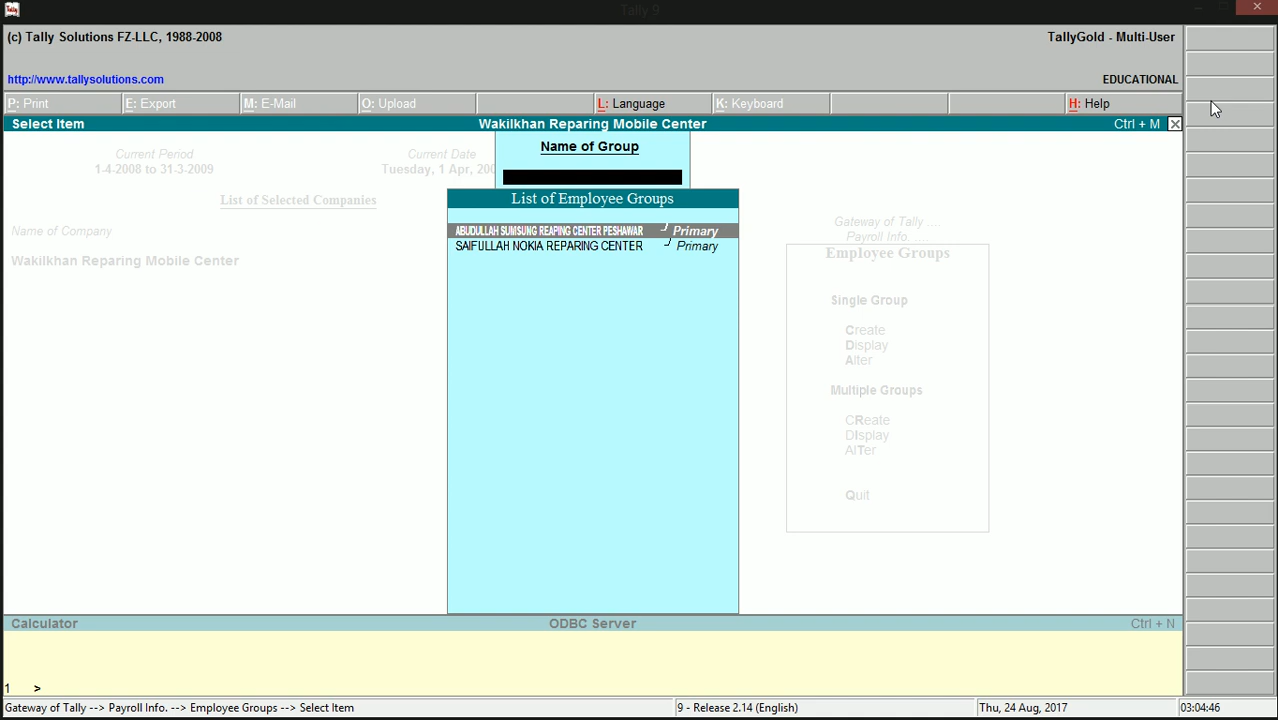 Tally 9
(c) Tally Solutions FZ-LLC, 1988-2008
TallyGold - Multi-User
http://www.tallysolutions.com
EDUCATIONAL
P: Print
E: Export
M: E-Mail
O: Upload
L: Language
K: Keyboard
H: Help
Select Item
Wakilkhan Reparing Mobile Center
Ctrl + M
Current Period
1-4-2008 to 31-3-2009
Current Date
Tuesday, 1 Apr, 200
List of Selected Companies
Name of Company
Wakilkhan Reparing Mobile Center
Name of Group
List of Employee Groups
ABUDULLAH SUMSUNG REAPING CENTER PESHAWAR Primary
SAIFULLAH NOKIA REPARING CENTER Primary
Gateway of Tally ....
Payroll Info. ....
Employee Groups
Single Group
Create
Display
Alter
Multiple Groups
CReate
DIsplay
AlTer
Quit
Calculator
ODBC Server
Ctrl + N
1 >
Gateway of Tally --> Payroll Info. --> Employee Groups --> Select Item
9 - Release 2.14 (English)
Thu, 24 Aug, 2017
03:04:46